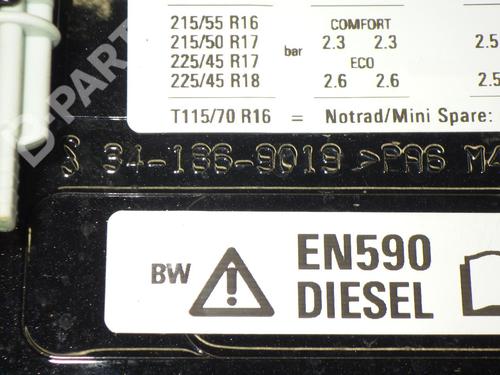 215/55 R16 COMFORT
215/50 R17 bar 2.3 2.3 2.5
225/45 R17 ECO
225/45 R18 2.6 2.6 2.5
T115/70 R16 = Notrad/Mini Spare:
34-136-9019 >PA6
BW EN590
DIESEL
B-PARTS